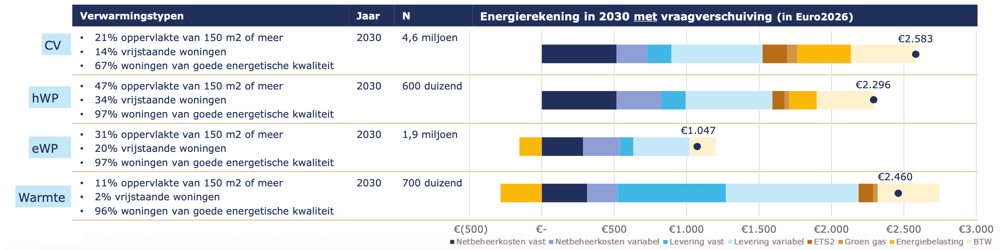 Verwarmingstypen Jaar N Energierekening in 2030 met vraagverschuiving (in Euro2026)
CV
• 21% oppervlakte van 150 m2 of meer 2030 4,6 miljoen
• 14% vrijstaande woningen
• 67% woningen van goede energetische kwaliteit
€2.583
hWP
• 47% oppervlakte van 150 m2 of meer 2030 600 duizend
• 34% vrijstaande woningen
• 97% woningen van goede energetische kwaliteit
€2.296
eWP
• 31% oppervlakte van 150 m2 of meer 2030 1,9 miljoen
• 20% vrijstaande woningen
• 97% woningen van goede energetische kwaliteit
€1.047
Warmte
• 11% oppervlakte van 150 m2 of meer 2030 700 duizend
• 2% vrijstaande woningen
• 96% woningen van goede energetische kwaliteit
€2.460
€(500) €- €500 €1.000 €1.500 €2.000 €2.500 €3.000
Netbeheerkosten vast Netbeheerkosten variabel Levering vast Levering variabel ETS2 Groen gas Energiebelasting BTW